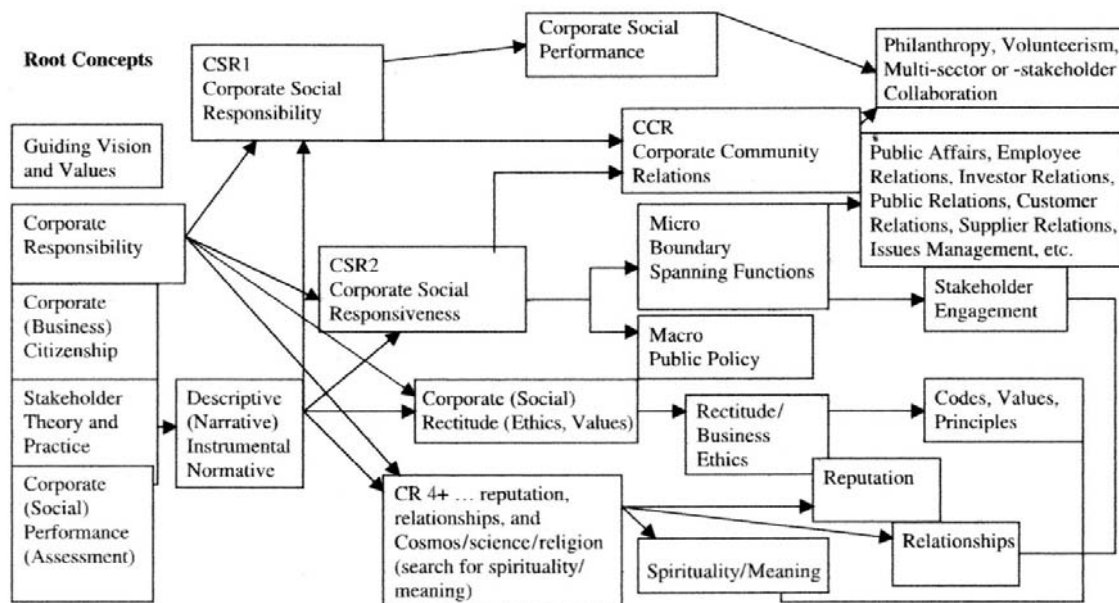 Root Concepts
Guiding Vision
and Values
Corporate
Responsibility
Corporate
(Business)
Citizenship
Stakeholder
Theory and
Practice
Corporate
(Social)
Performance
(Assessment)
Descriptive
(Narrative)
Instrumental
Normative
CSR1
Corporate Social
Responsibility
CSR2
Corporate Social
Responsiveness
Corporate (Social)
Rectitude (Ethics, Values)
CR 4+ ... reputation,
relationships, and
Cosmos/science/religion
(search for spirituality/
meaning)
Corporate Social
Performance
CCR
Corporate Community
Relations
Micro
Boundary
Spanning Functions
Macro
Public Policy
Rectitude/
Business
Ethics
Spirituality/Meaning
Philanthropy, Volunteerism,
Multi-sector or -stakeholder
Collaboration
Public Affairs, Employee
Relations, Investor Relations,
Public Relations, Customer
Relations, Supplier Relations,
Issues Management, etc.
Stakeholder
Engagement
Codes, Values,
Principles
Reputation
Relationships